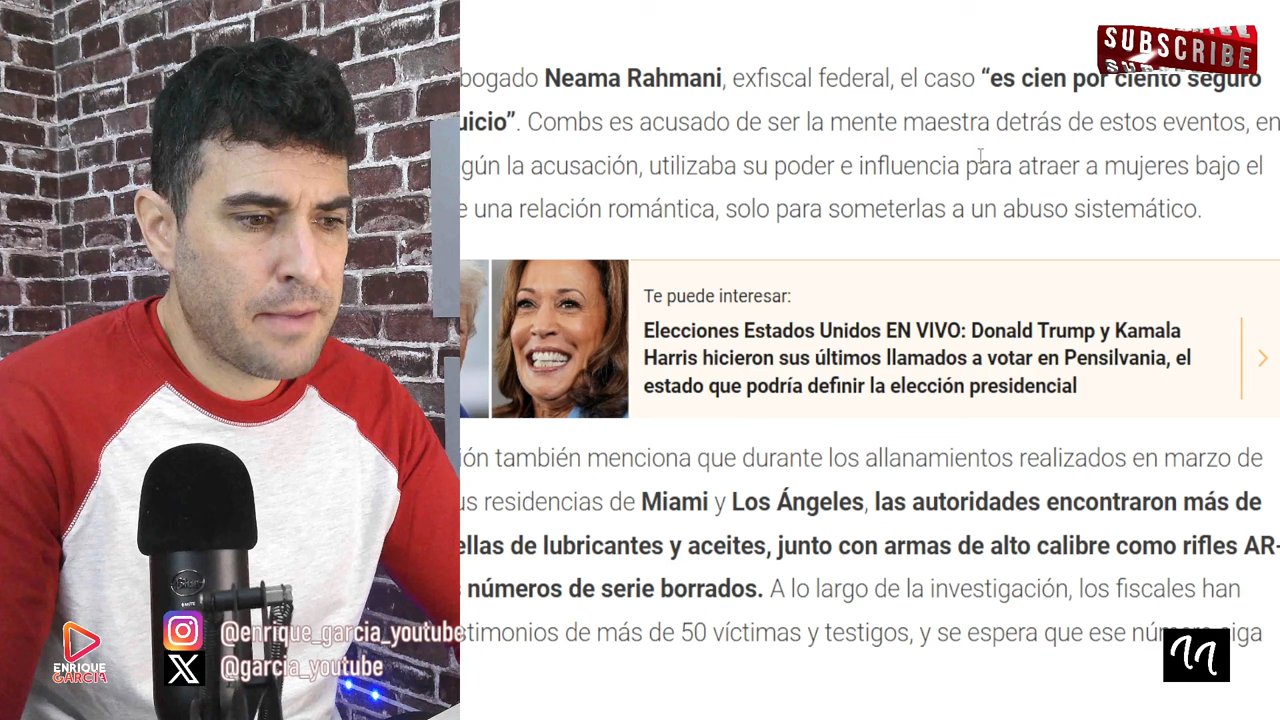 SUBSCRIBE
bogado Neama Rahmani, exfiscal federal, el caso “es cien por ciento seguro
uicio”. Combs es acusado de ser la mente maestra detrás de estos eventos, en
gún la acusación, utilizaba su poder e influencia para atraer a mujeres bajo el
e una relación romántica, solo para someterlas a un abuso sistemático.
Te puede interesar:
Elecciones Estados Unidos EN VIVO: Donald Trump y Kamala
Harris hicieron sus últimos llamados a votar en Pensilvania, el
estado que podría definir la elección presidencial
ión también menciona que durante los allanamientos realizados en marzo de
us residencias de Miami y Los Ángeles, las autoridades encontraron más de
ellas de lubricantes y aceites, junto con armas de alto calibre como rifles AR-
números de serie borrados. A lo largo de la investigación, los fiscales han
timonios de más de 50 víctimas y testigos, y se espera que ese número siga
@enrique_garcia_youtube
@garcia_youtube
ENRIQUE
GARCIA